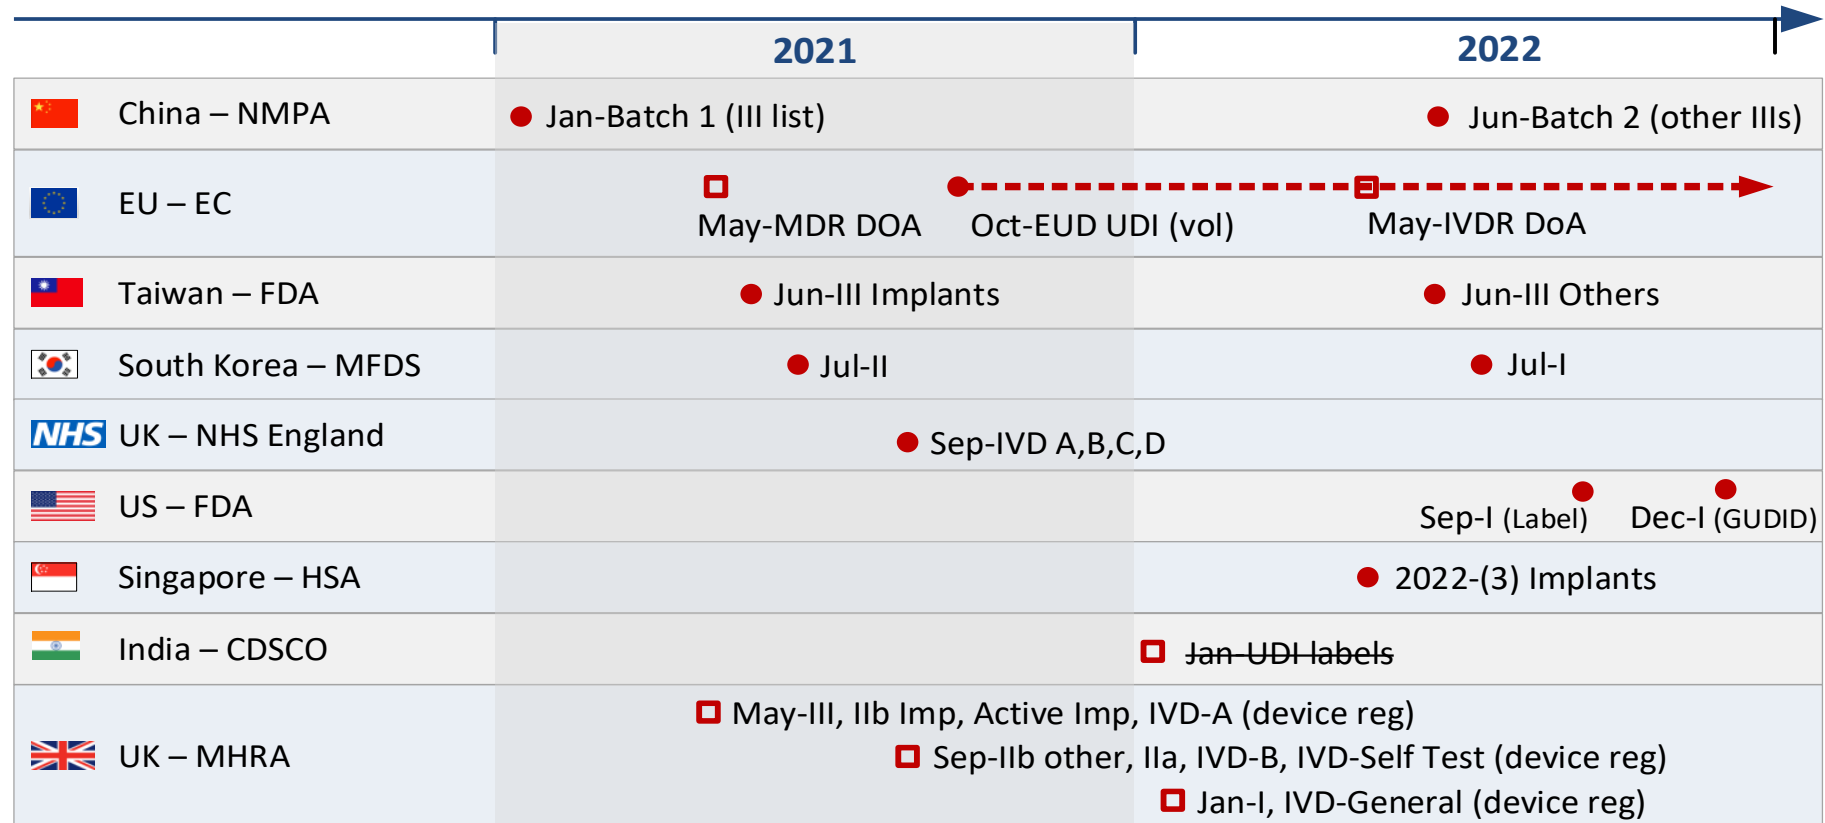 2021
2022
China – NMPA
Jan-Batch 1 (III list)
Jun-Batch 2 (other IIIs)
EU – EC
May-MDR DOA
Oct-EUD UDI (vol)
May-IVDR DoA
Taiwan – FDA
Jun-III Implants
Jun-III Others
South Korea – MFDS
Jul-II
Jul-I
NHS
UK – NHS England
Sep-IVD A,B,C,D
US – FDA
Sep-I (Label)
Dec-I (GUDID)
Singapore – HSA
2022-(3) Implants
India – CDSCO
Jan-UDI labels
UK – MHRA
May-III, IIb Imp, Active Imp, IVD-A (device reg)
Sep-IIb other, IIa, IVD-B, IVD-Self Test (device reg)
Jan-I, IVD-General (device reg)